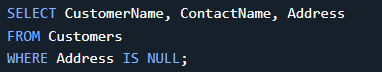 SELECT CustomerName, ContactName, Address
FROM Customers
WHERE Address IS NULL;